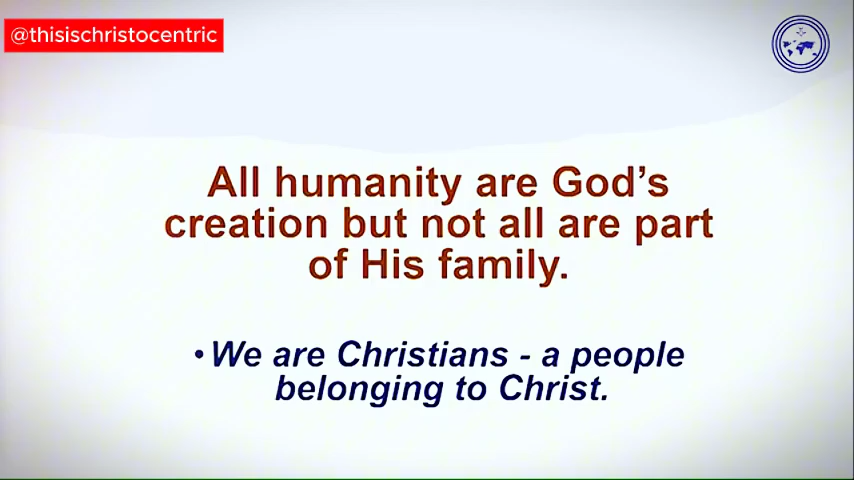 @thisischristocentric
All humanity are God's
creation but not all are part
of His family.
•We are Christians - a people
belonging to Christ.